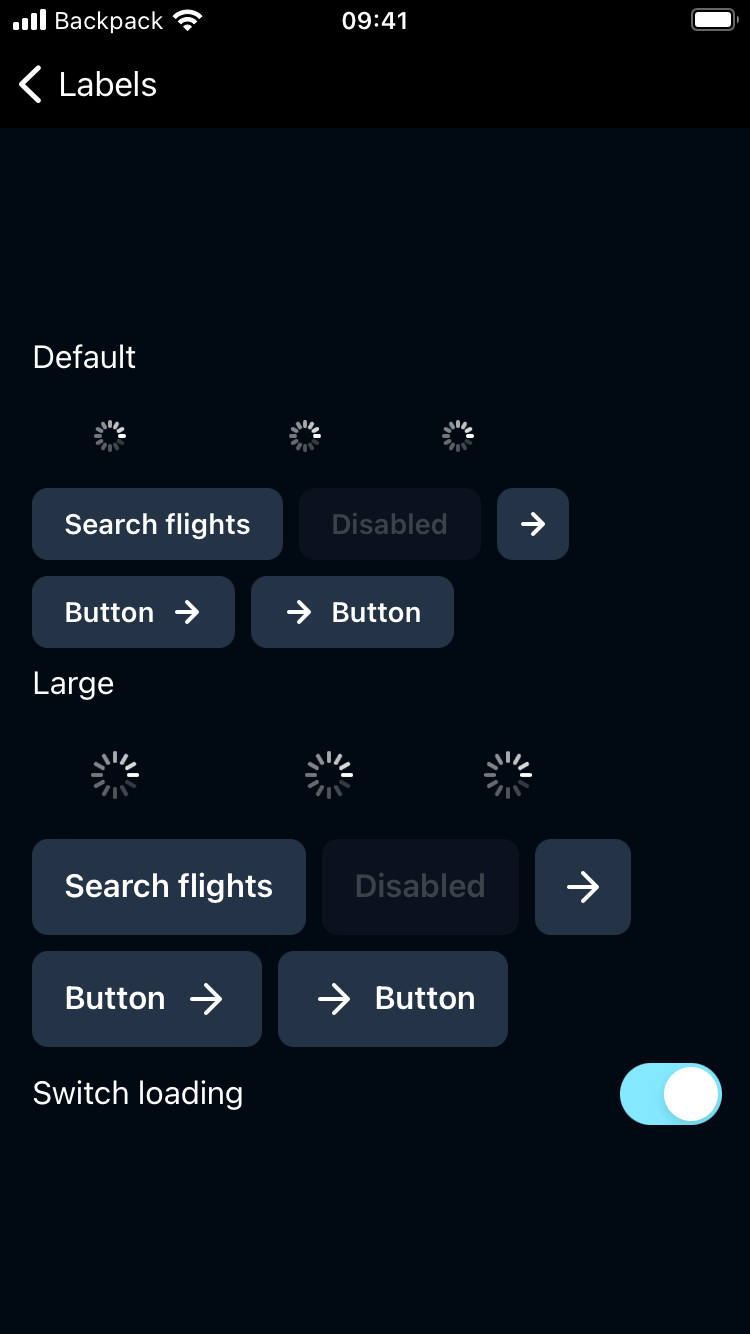 Backpack 09:41
Labels
Default
Search flights Disabled
Button Button
Large
Search flights Disabled
Button Button
Switch loading